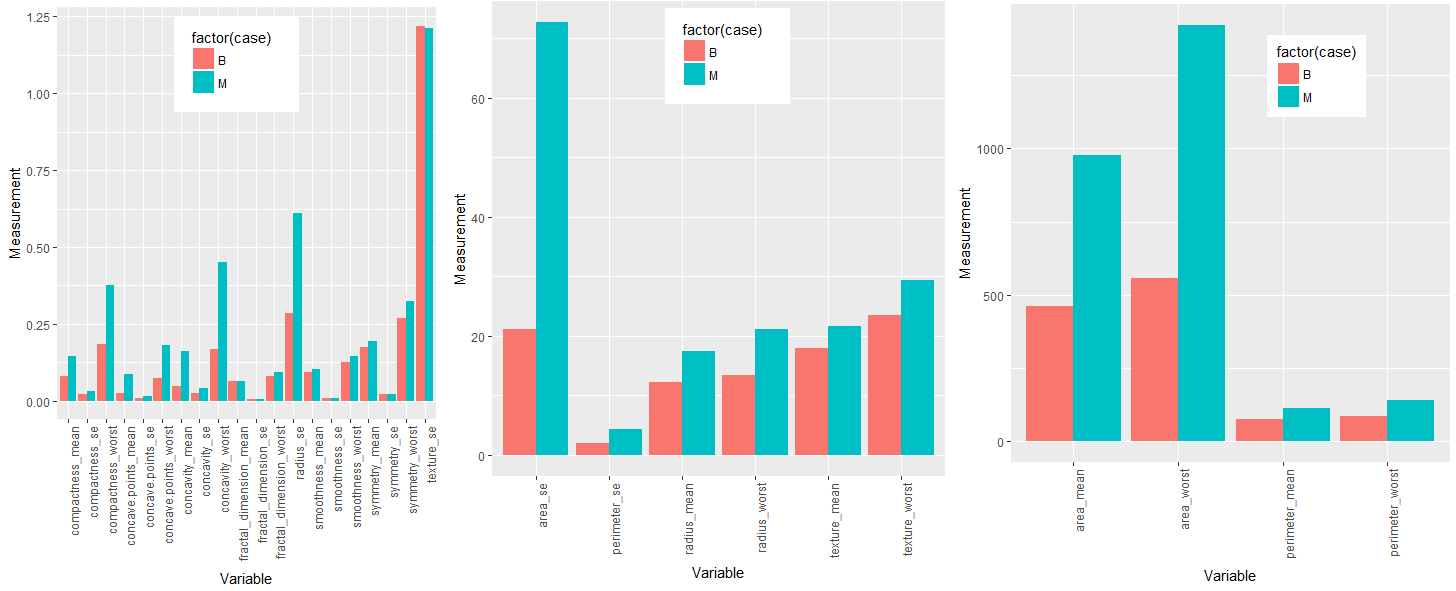 factor(case)
B
M
1.25
1.00
0.75
0.50
0.25
0.00
Measurement
compactness_mean
compactness_se
compactness_worst
concave.points_mean
concave.points_se
concave.points_worst
concavity_mean
concavity_se
concavity_worst
fractal_dimension_mean
fractal_dimension_se
fractal_dimension_worst
radius_se
smoothness_mean
smoothness_se
smoothness_worst
symmetry_mean
symmetry_se
symmetry_worst
texture_se
Variable
factor(case)
B
M
60
40
20
0
Measurement
area_se
perimeter_se
radius_mean
radius_worst
texture_mean
texture_worst
Variable
factor(case)
B
M
1000
500
0
Measurement
area_mean
area_worst
perimeter_mean
perimeter_worst
Variable